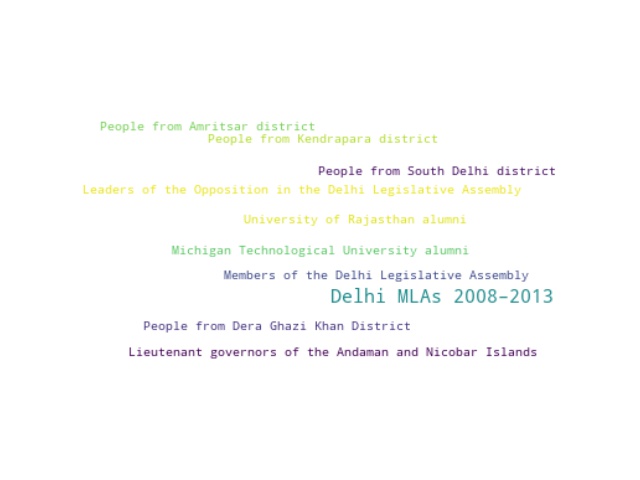 People from Amritsar district
People from Kendrapara district
People from South Delhi district
Leaders of the Opposition in the Delhi Legislative Assembly
University of Rajasthan alumni
Michigan Technological University alumni
Members of the Delhi Legislative Assembly
Delhi MLAs 2008–2013
People from Dera Ghazi Khan District
Lieutenant governors of the Andaman and Nicobar Islands